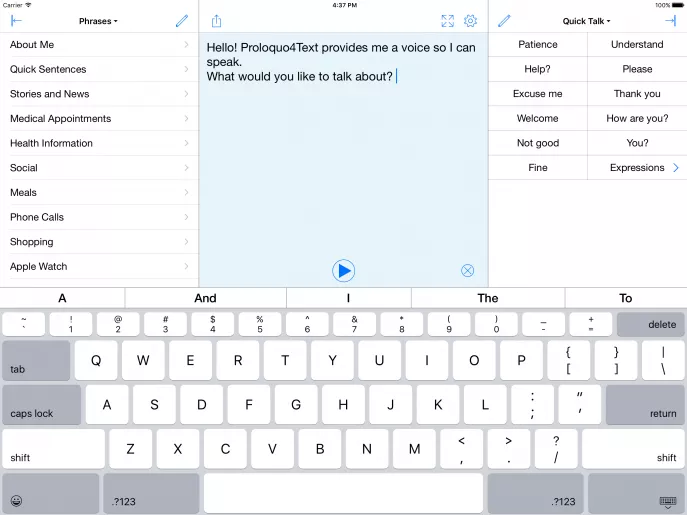 Carrier
4:37 PM
100%
Phrases
Quick Talk
About Me
Quick Sentences
Stories and News
Medical Appointments
Health Information
Social
Meals
Phone Calls
Shopping
Apple Watch
Hello! Proloquo4Text provides me a voice so I can
speak.
What would you like to talk about?
Patience Understand
Help? Please
Excuse me Thank you
Welcome How are you?
Not good You?
Fine Expressions
A And I The To
~ ! @ # $ % ^ & * ( ) _ +
` 1 2 3 4 5 6 7 8 9 0 - = delete
tab Q W E R T Y U I O P { [ } ] | \
caps lock A S D F G H J K L : ; " ' return
shift Z X C V B N M < , > . ? / shift
.?123 .?123